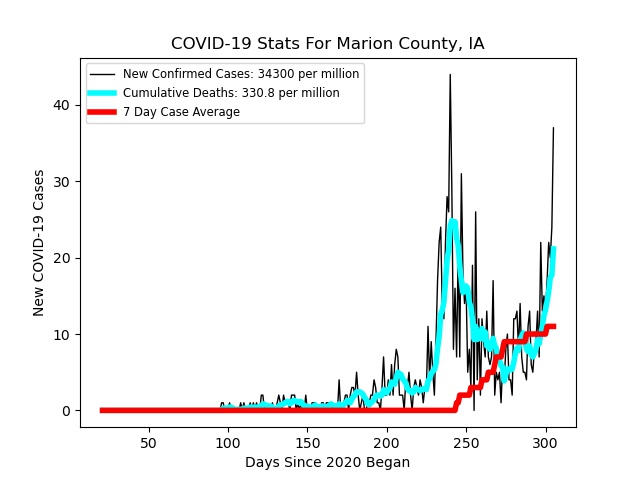 COVID-19 Stats For Marion County, IA
New Confirmed Cases: 34300 per million
Cumulative Deaths: 330.8 per million
7 Day Case Average
New COVID-19 Cases
40
30
20
10
0
50 100 150 200 250 300
Days Since 2020 Began